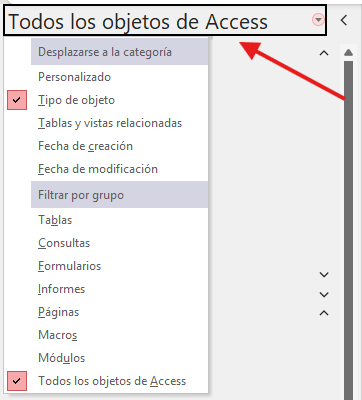 Todos los objetos de Access
Desplazarse a la categoría
Personalizado
Tipo de objeto
Tablas y vistas relacionadas
Fecha de creación
Fecha de modificación
Filtrar por grupo
Tablas
Consultas
Formularios
Informes
Páginas
Macros
Módulos
Todos los objetos de Access